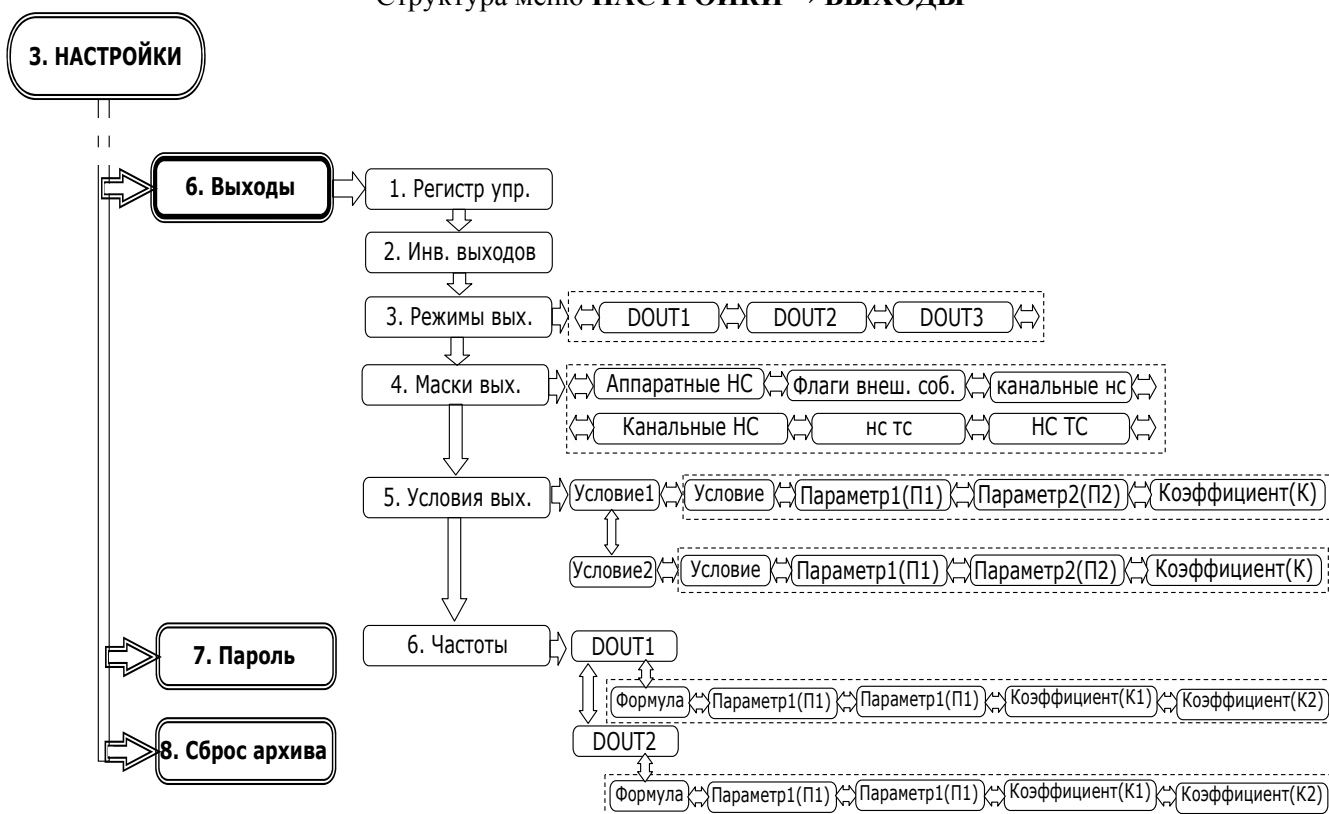 Структура меню НАСТРОЙКИ → ВЫХОДЫ
3. НАСТРОЙКИ
6. Выходы
1. Регистр упр.
2. Инв. выходов
3. Режимы вых.
DOUT1 DOUT2 DOUT3
4. Маски вых.
Аппаратные НС Флаги внеш. соб. канальные нс
Канальные НС нс тс НС ТС
5. Условия вых.
Условие1 Условие Параметр1(П1) Параметр2(П2) Коэффициент(К)
Условие2 Условие Параметр1(П1) Параметр2(П2) Коэффициент(К)
6. Частоты
DOUT1
Формула Параметр1(П1) Параметр1(П1) Коэффициент(К1) Коэффициент(К2)
DOUT2
Формула Параметр1(П1) Параметр1(П1) Коэффициент(К1) Коэффициент(К2)
7. Пароль
8. Сброс архива